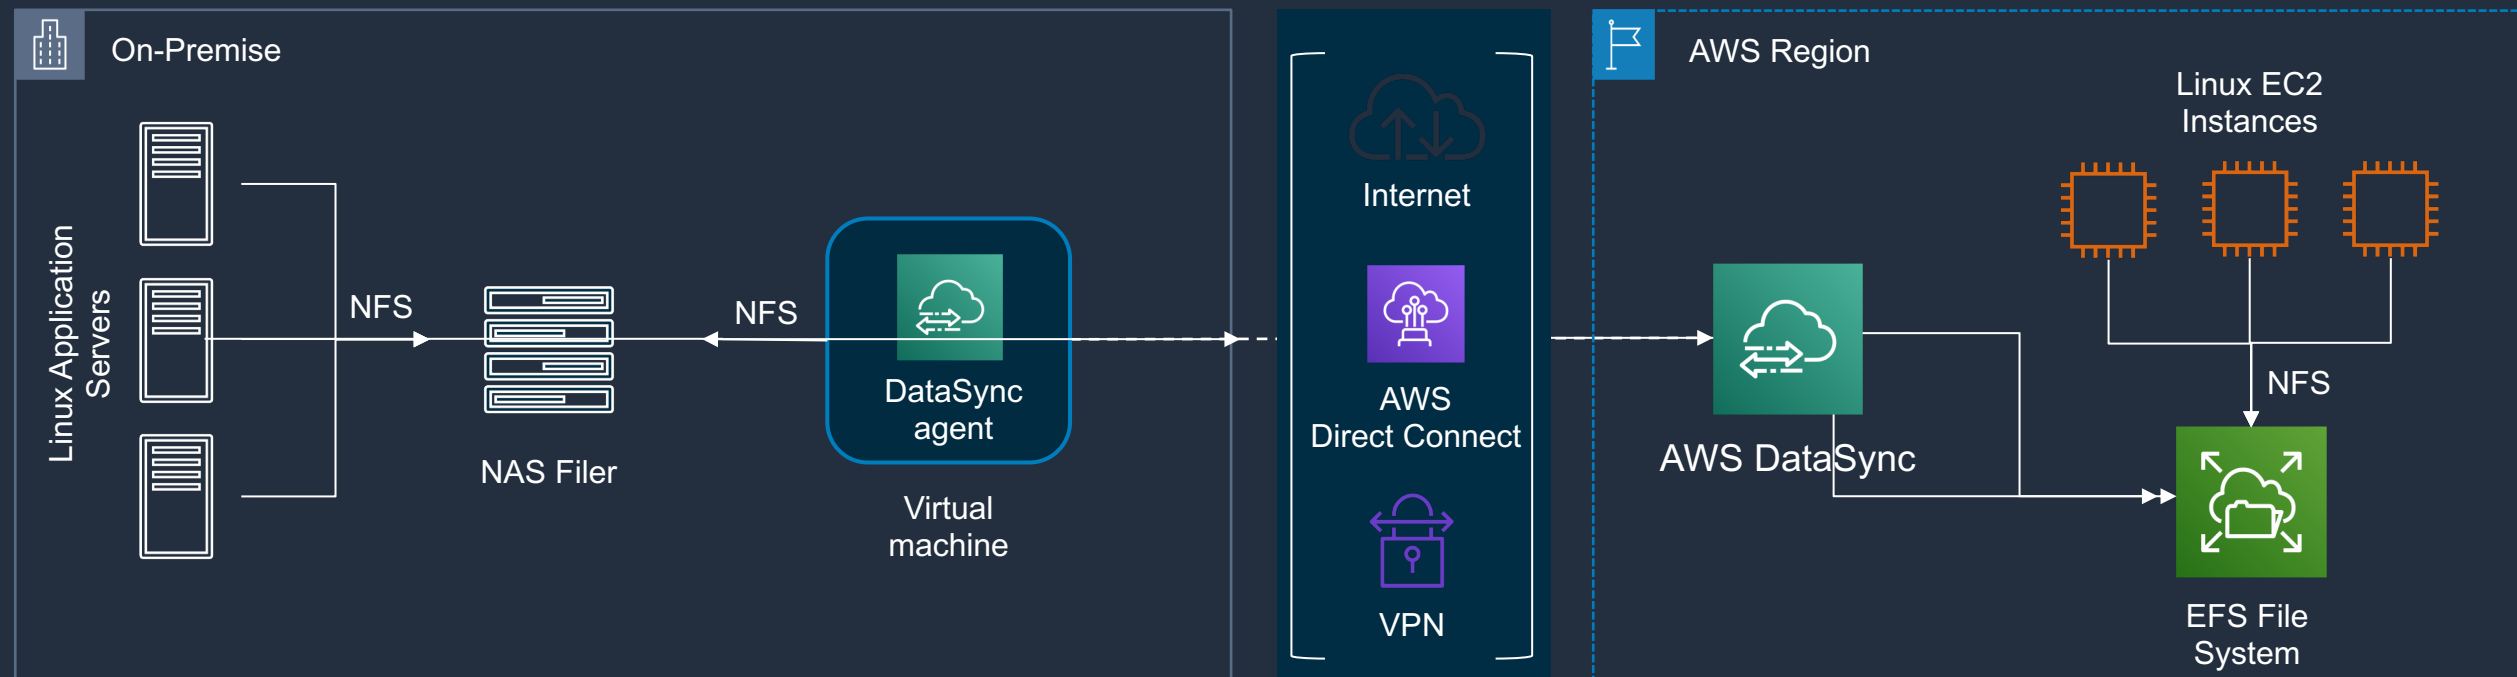 On-Premise
Linux Application
Servers
NFS
NAS Filer
NFS
DataSync
agent
Virtual
machine
Internet
AWS
Direct Connect
VPN
AWS Region
Linux EC2
Instances
AWS DataSync
NFS
EFS File
System